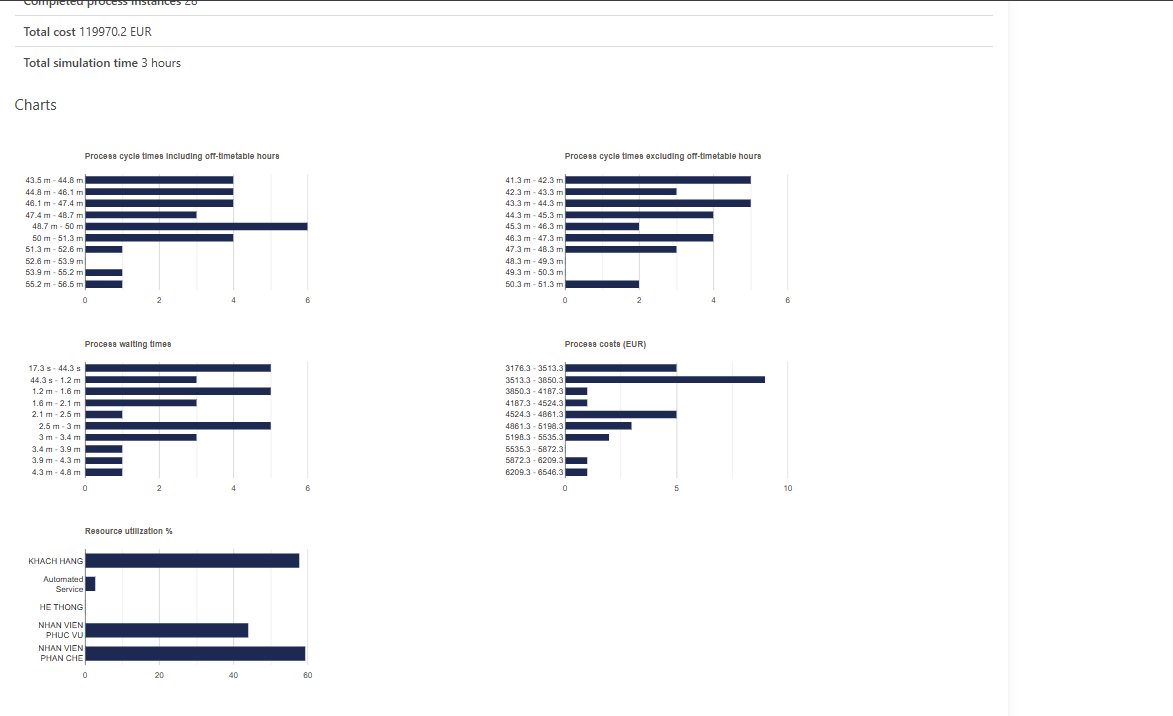 Completed process instances 28
Total cost 119970.2 EUR
Total simulation time 3 hours
Charts
Process cycle times including off-timetable hours
43.5 m - 44.8 m
44.8 m - 46.1 m
46.1 m - 47.4 m
47.4 m - 48.7 m
48.7 m - 50 m
50 m - 51.3 m
51.3 m - 52.6 m
52.6 m - 53.9 m
53.9 m - 55.2 m
55.2 m - 56.5 m
0 2 4 6
Process cycle times excluding off-timetable hours
41.3 m - 42.3 m
42.3 m - 43.3 m
43.3 m - 44.3 m
44.3 m - 45.3 m
45.3 m - 46.3 m
46.3 m - 47.3 m
47.3 m - 48.3 m
48.3 m - 49.3 m
49.3 m - 50.3 m
50.3 m - 51.3 m
0 2 4 6
Process waiting times
17.3 s - 44.3 s
44.3 s - 1.2 m
1.2 m - 1.6 m
1.6 m - 2.1 m
2.1 m - 2.5 m
2.5 m - 3 m
3 m - 3.4 m
3.4 m - 3.9 m
3.9 m - 4.3 m
4.3 m - 4.8 m
0 2 4 6
Process costs (EUR)
3176.3 - 3513.3
3513.3 - 3850.3
3850.3 - 4187.3
4187.3 - 4524.3
4524.3 - 4861.3
4861.3 - 5198.3
5198.3 - 5535.3
5535.3 - 5872.3
5872.3 - 6209.3
6209.3 - 6546.3
0 5 10
Resource utilization %
KHACH HANG
Automated
Service
HE THONG
NHAN VIEN
PHUC VU
NHAN VIEN
PHAN CHE
0 20 40 60